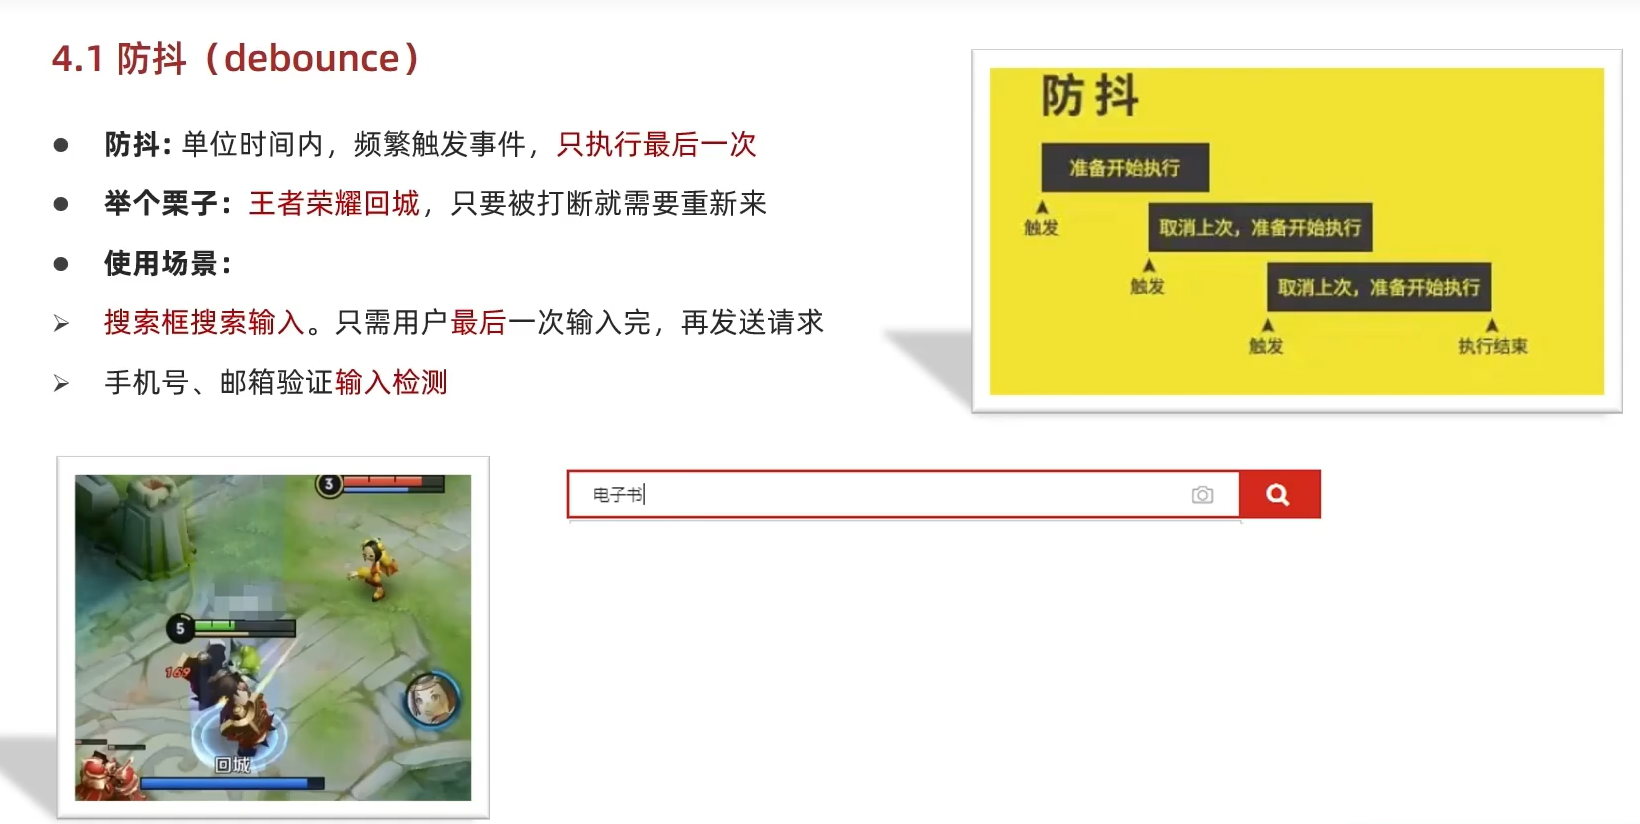 4.1 防抖（debounce）
● 防抖: 单位时间内，频繁触发事件，只执行最后一次
● 举个栗子：王者荣耀回城，只要被打断就需要重新来
● 使用场景：
➢ 搜索框搜索输入。只需用户最后一次输入完，再发送请求
➢ 手机号、邮箱验证输入检测
防抖
准备开始执行
触发
取消上次，准备开始执行
触发
取消上次，准备开始执行
触发
执行结束
3
5
169
回城
电子书